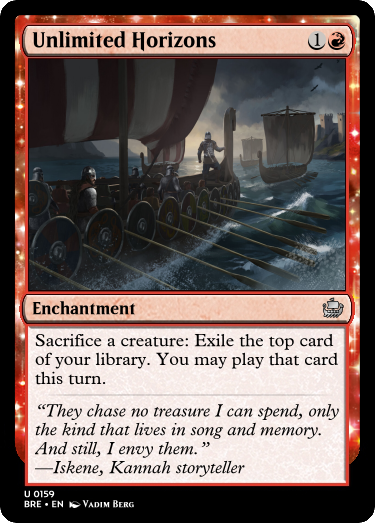 Unlimited Horizons 1
Enchantment
Sacrifice a creature: Exile the top card
of your library. You may play that card
this turn.
“They chase no treasure I can spend, only
the kind that lives in song and memory.
And still, I envy them.”
—Iskene, Kannah storyteller
U 0159
BRE • EN Vadim Berg